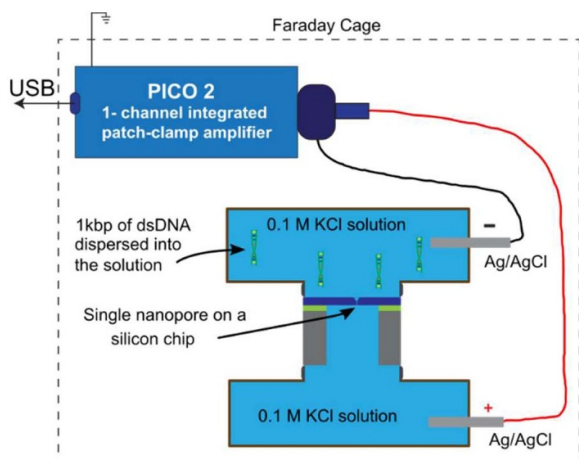 Faraday Cage
USB
PICO 2
1- channel integrated
patch-clamp amplifier
1kbp of dsDNA
dispersed into
the solution
0.1 M KCl solution
-
Ag/AgCl
Single nanopore on a
silicon chip
0.1 M KCl solution
+
Ag/AgCl